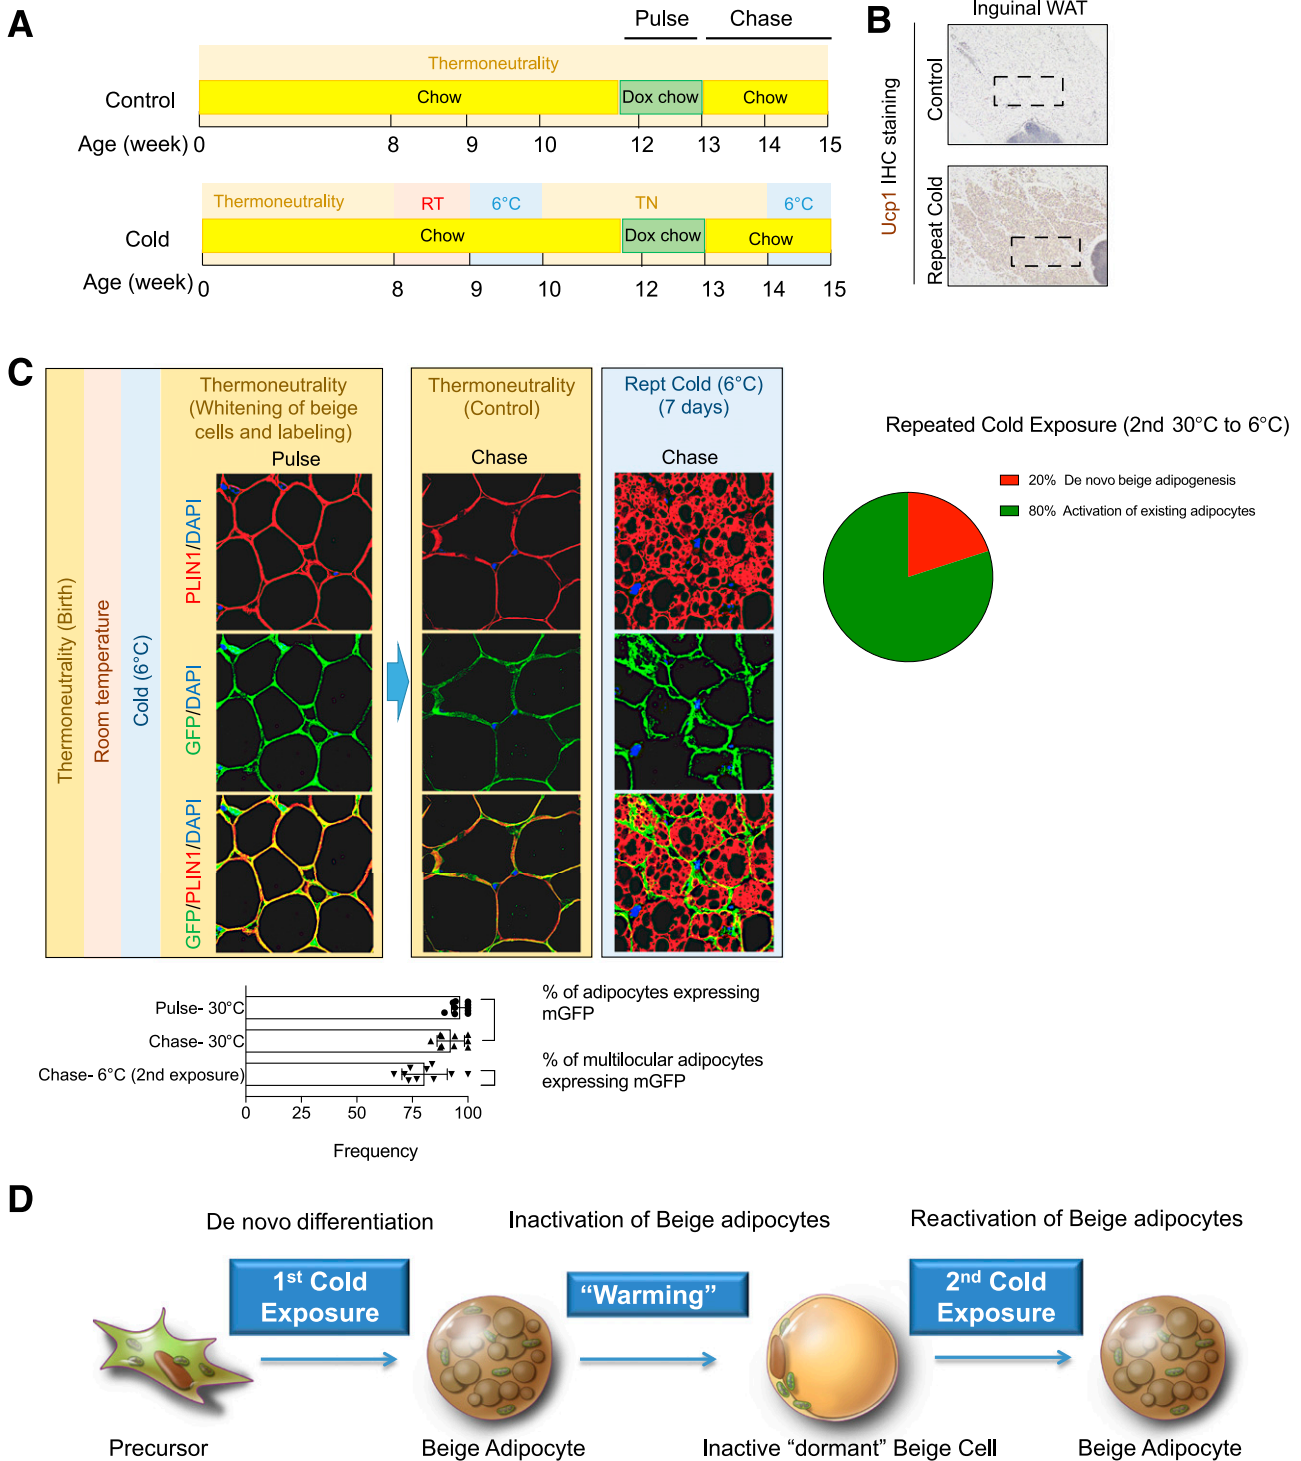 A
Pulse
Chase
Thermoneutrality
Control
Chow
Dox chow
Chow
Age (week)
0
8
9
10
12
13
14
15
Thermoneutrality
RT
6°C
TN
6°C
Cold
Chow
Dox chow
Chow
Age (week)
0
8
9
10
12
13
14
15
B
Inguinal WAT
Ucp1 IHC staining
Control
Repeat Cold
C
Thermoneutrality (Birth)
Room temperature
Cold (6°C)
Thermoneutrality
(Whitening of beige
cells and labeling)
Pulse
Thermoneutrality
(Control)
Chase
Rept Cold (6°C)
(7 days)
Chase
PLIN1/DAPI
GFP/DAPI
GFP/PLIN1/DAPI
Repeated Cold Exposure (2nd 30°C to 6°C)
20% De novo beige adipogenesis
80% Activation of existing adipocytes
Pulse- 30°C
Chase- 30°C
Chase- 6°C (2nd exposure)
0
25
50
75
100
Frequency
% of adipocytes expressing
mGFP
% of multilocular adipocytes
expressing mGFP
D
De novo differentiation
Inactivation of Beige adipocytes
Reactivation of Beige adipocytes
1st Cold
Exposure
“Warming”
2nd Cold
Exposure
Precursor
Beige Adipocyte
Inactive “dormant” Beige Cell
Beige Adipocyte